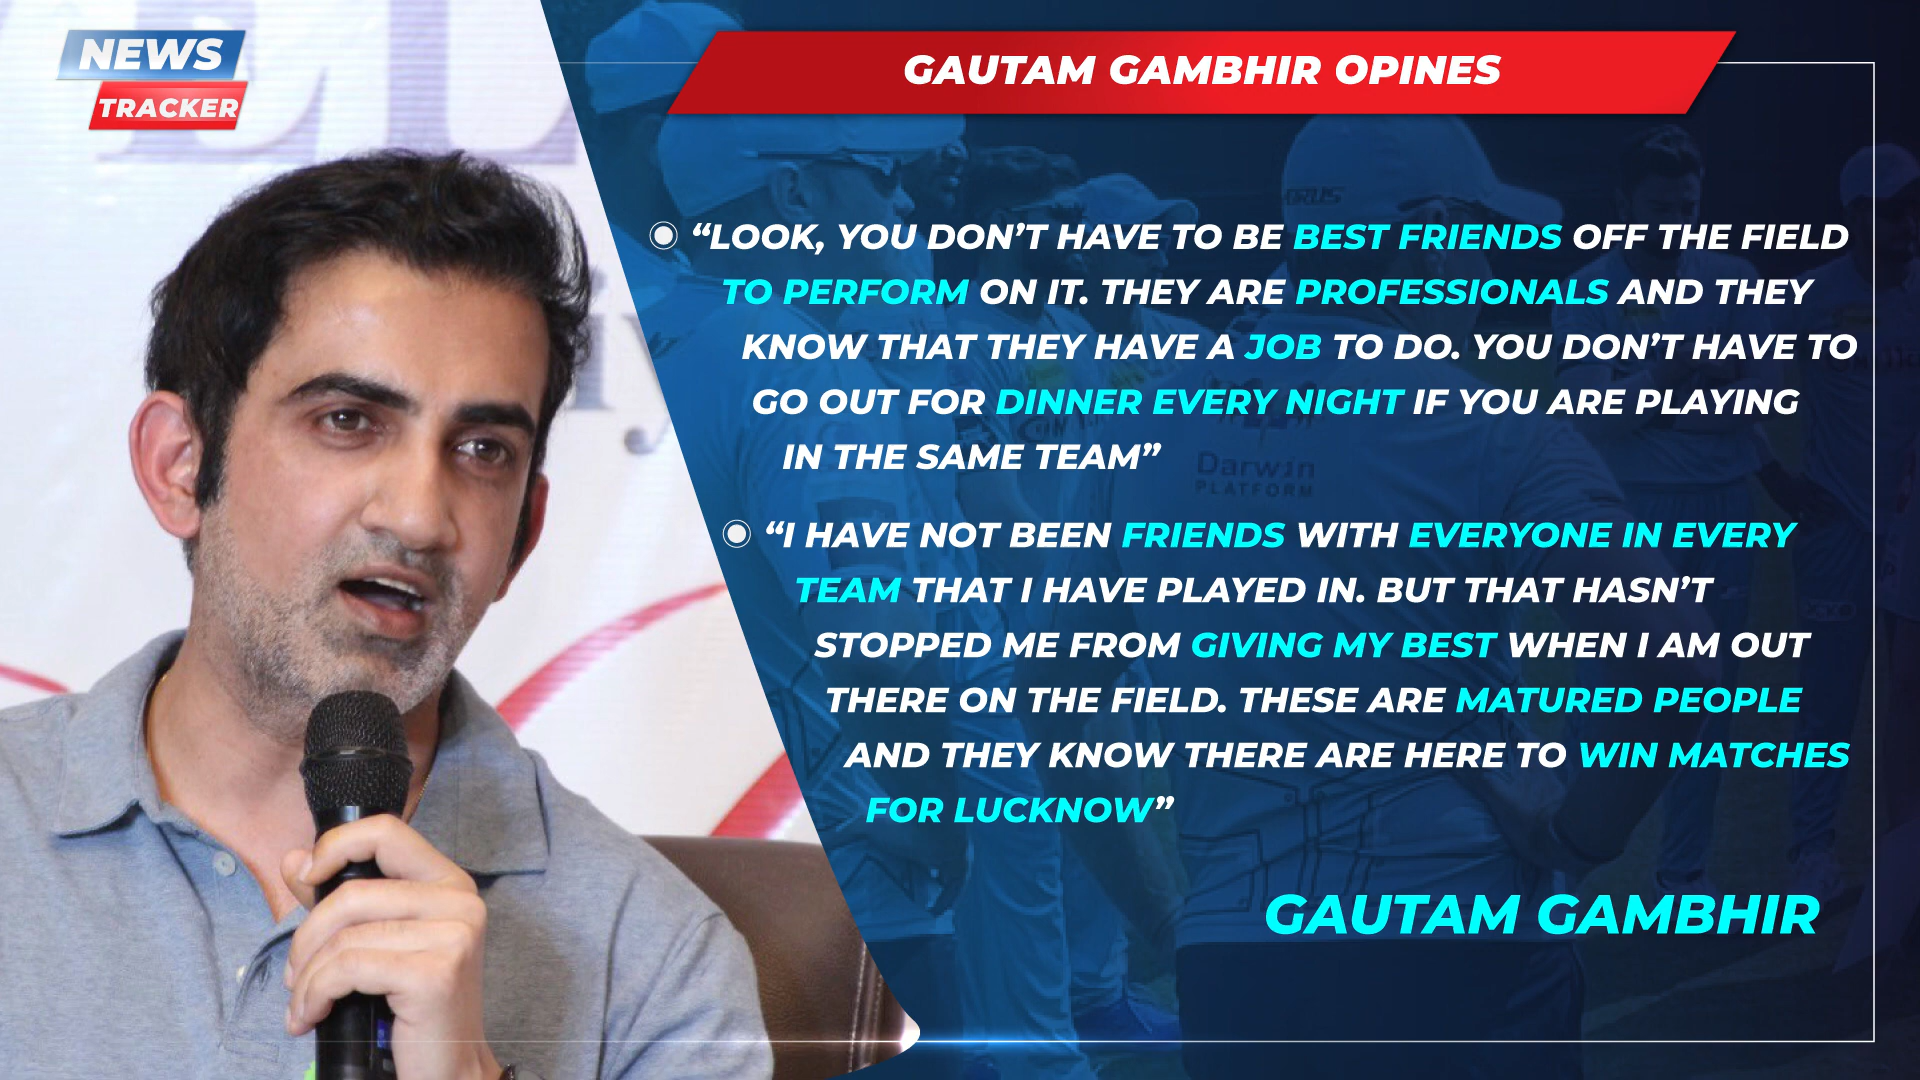 NEWS
TRACKER
GAUTAM GAMBHIR OPINES
“LOOK, YOU DON’T HAVE TO BE BEST FRIENDS OFF THE FIELD
TO PERFORM ON IT. THEY ARE PROFESSIONALS AND THEY
KNOW THAT THEY HAVE A JOB TO DO. YOU DON’T HAVE TO
GO OUT FOR DINNER EVERY NIGHT IF YOU ARE PLAYING
IN THE SAME TEAM”
Darwin
PLATFORM
“I HAVE NOT BEEN FRIENDS WITH EVERYONE IN EVERY
TEAM THAT I HAVE PLAYED IN. BUT THAT HASN’T
STOPPED ME FROM GIVING MY BEST WHEN I AM OUT
THERE ON THE FIELD. THESE ARE MATURED PEOPLE
AND THEY KNOW THERE ARE HERE TO WIN MATCHES
FOR LUCKNOW”
GAUTAM GAMBHIR